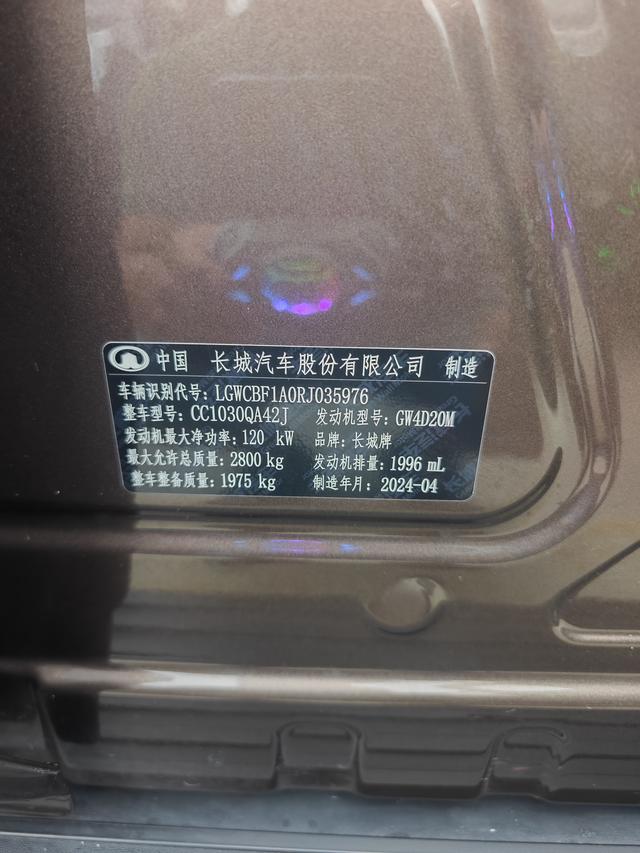 中国 长城汽车股份有限公司 制造
车辆识别代号: LGWCBF1A0RJ035976
整车型号: CC1030QA42J 发动机型号: GW4D20M
发动机最大净功率: 120 kW 品牌: 长城牌
最大允许总质量: 2800 kg 发动机排量: 1996 mL
整车整备质量: 1975 kg 制造年月: 2024-04